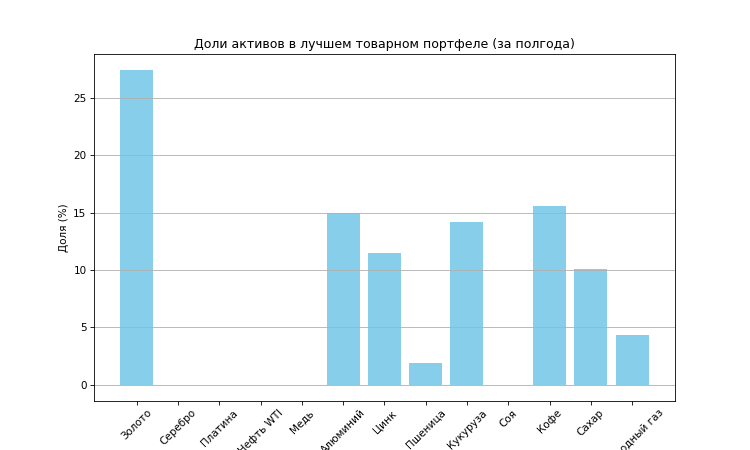 Доли активов в лучшем товарном портфеле (за полгода)
Доля (%)
25
20
15
10
5
0
Золото
Серебро
Платина
Нефть WTI
Медь
Алюминий
Цинк
Пшеница
Кукуруза
Соя
Кофе
Сахар
одный газ